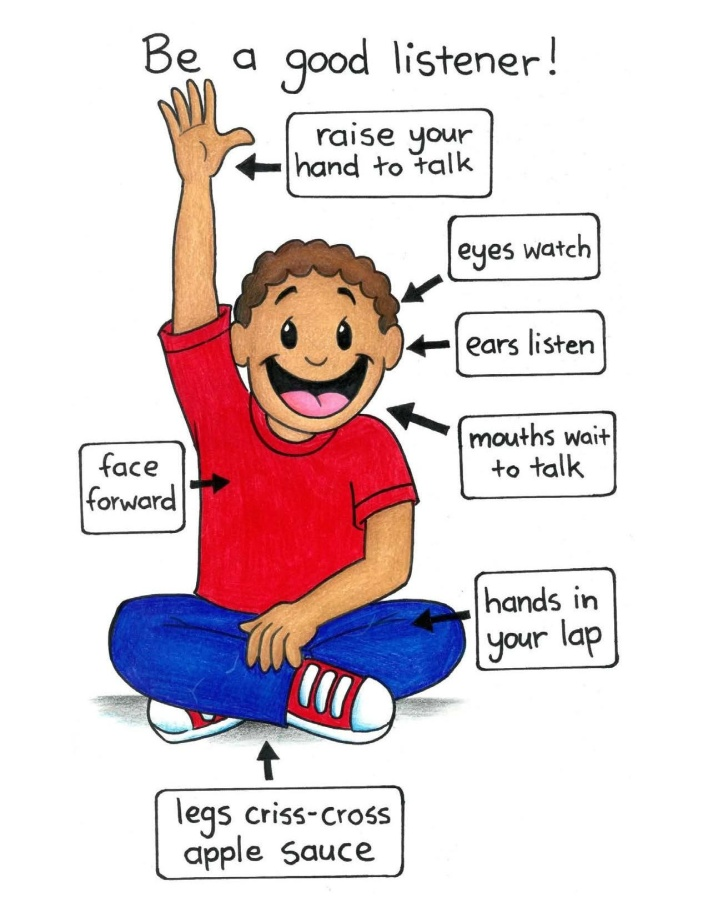 Be a good listener!
raise your
hand to talk
eyes watch
ears listen
mouths wait
to talk
face
forward
hands in
your lap
legs criss-cross
apple sauce